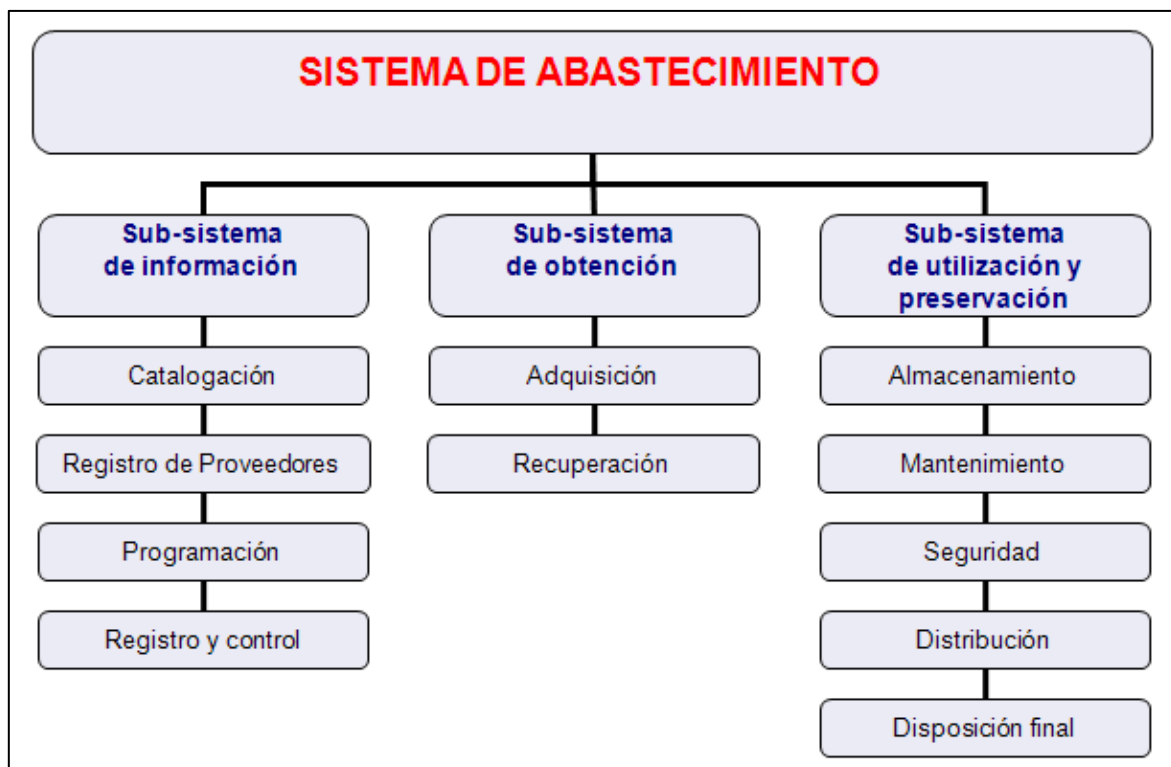 SISTEMA DE ABASTECIMIENTO
Sub-sistema
de información
Catalogación
Registro de Proveedores
Programación
Registro y control
Sub-sistema
de obtención
Adquisición
Recuperación
Sub-sistema
de utilización y
preservación
Almacenamiento
Mantenimiento
Seguridad
Distribución
Disposición final